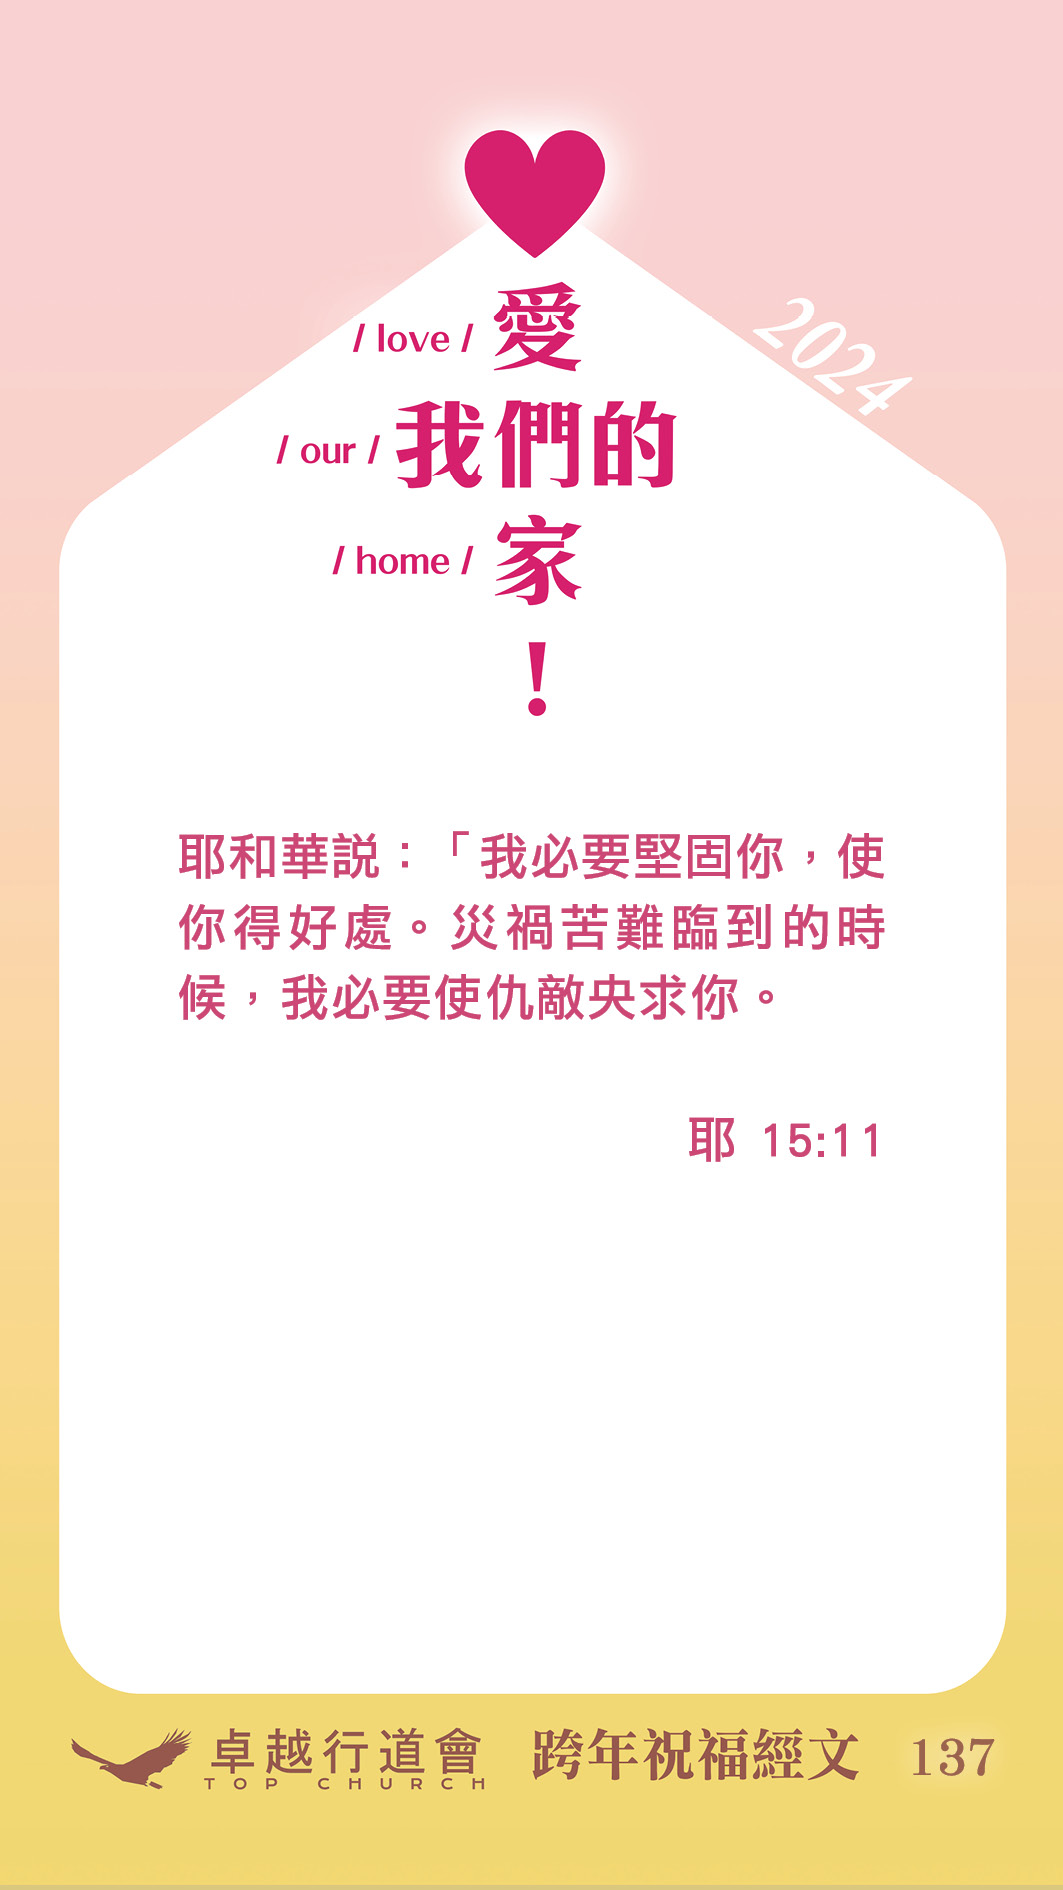 / love / 愛
2024
/ our / 我們的
/ home / 家
！
耶和華説：「我必要堅固你，使
你得好處。災禍苦難臨到的時
候，我必要使仇敵央求你。
耶 15:11
卓越行道會 跨年祝福經文 137
TOP CHURCH